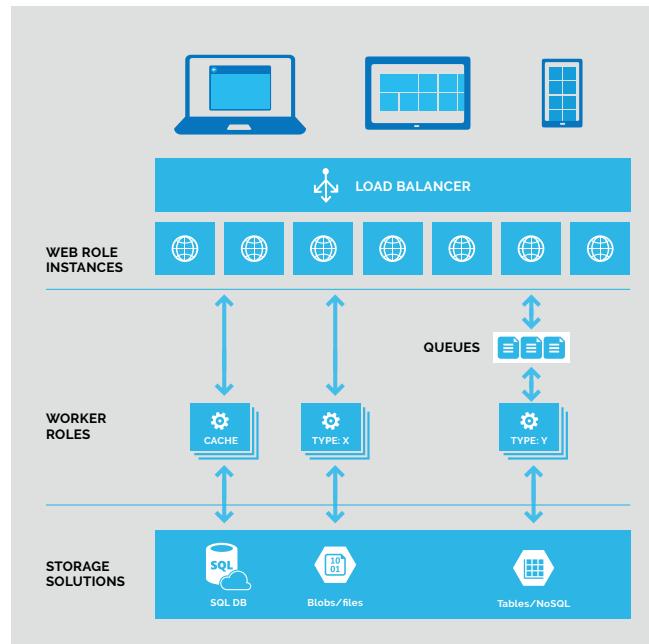 LOAD BALANCER
WEB ROLE
INSTANCES
QUEUES
WORKER
ROLES
CACHE
TYPE: X
TYPE: Y
STORAGE
SOLUTIONS
SQL
10
01
SQL DB
Blobs/files
Tables/NoSQL